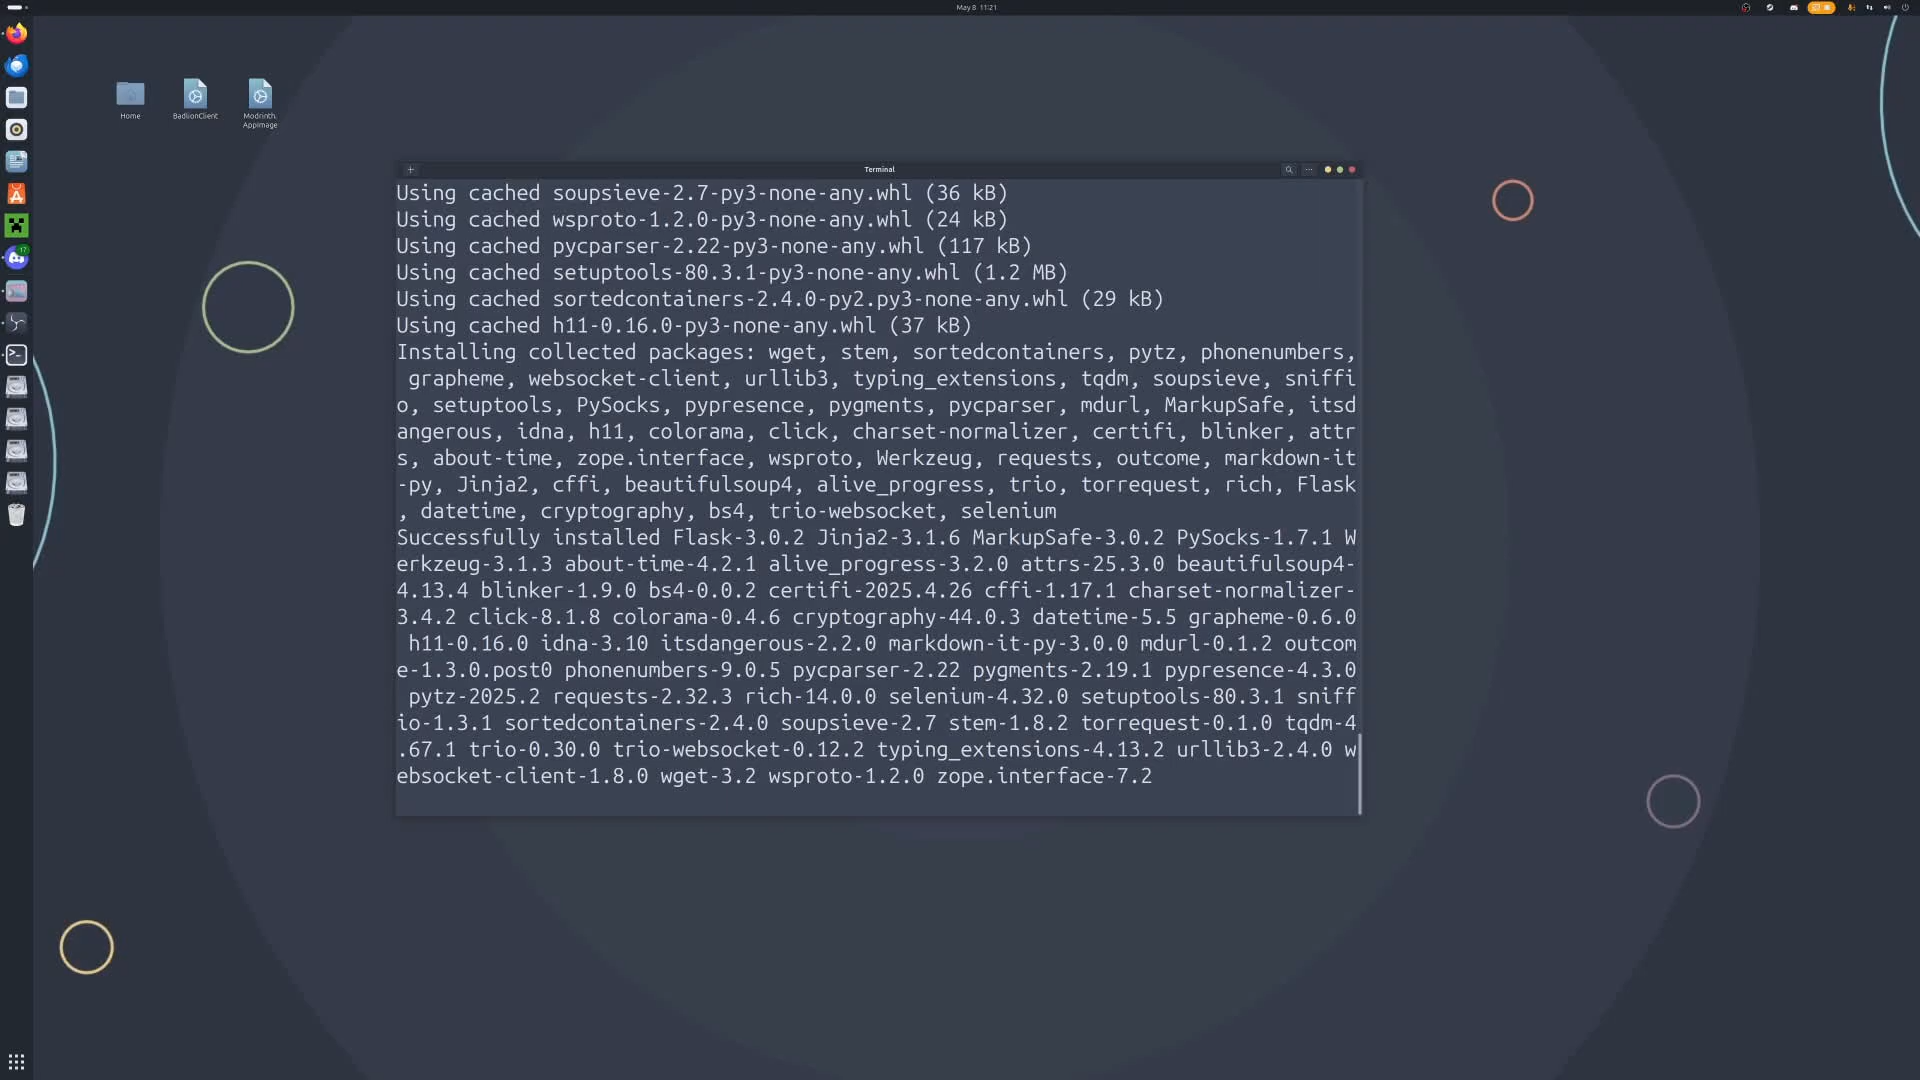 May 8 11:21
17
Home
BadlionClient
Modrinth.
AppImage
Terminal
Using cached soupsieve-2.7-py3-none-any.whl (36 kB)
Using cached wsproto-1.2.0-py3-none-any.whl (24 kB)
Using cached pycparser-2.22-py3-none-any.whl (117 kB)
Using cached setuptools-80.3.1-py3-none-any.whl (1.2 MB)
Using cached sortedcontainers-2.4.0-py2.py3-none-any.whl (29 kB)
Using cached h11-0.16.0-py3-none-any.whl (37 kB)
Installing collected packages: wget, stem, sortedcontainers, pytz, phonenumbers,
grapheme, websocket-client, urllib3, typing_extensions, tqdm, soupsieve, sniffi
o, setuptools, PySocks, pypresence, pygments, pycparser, mdurl, MarkupSafe, itsd
angerous, idna, h11, colorama, click, charset-normalizer, certifi, blinker, attr
s, about-time, zope.interface, wsproto, Werkzeug, requests, outcome, markdown-it
-py, Jinja2, cffi, beautifulsoup4, alive_progress, trio, torrequest, rich, Flask
, datetime, cryptography, bs4, trio-websocket, selenium
Successfully installed Flask-3.0.2 Jinja2-3.1.6 MarkupSafe-3.0.2 PySocks-1.7.1 W
erkzeug-3.1.3 about-time-4.2.1 alive_progress-3.2.0 attrs-25.3.0 beautifulsoup4-
4.13.4 blinker-1.9.0 bs4-0.0.2 certifi-2025.4.26 cffi-1.17.1 charset-normalizer-
3.4.2 click-8.1.8 colorama-0.4.6 cryptography-44.0.3 datetime-5.5 grapheme-0.6.0
h11-0.16.0 idna-3.10 itsdangerous-2.2.0 markdown-it-py-3.0.0 mdurl-0.1.2 outcom
e-1.3.0.post0 phonenumbers-9.0.5 pycparser-2.22 pygments-2.19.1 pypresence-4.3.0
pytz-2025.2 requests-2.32.3 rich-14.0.0 selenium-4.32.0 setuptools-80.3.1 sniff
io-1.3.1 sortedcontainers-2.4.0 soupsieve-2.7 stem-1.8.2 torrequest-0.1.0 tqdm-4
.67.1 trio-0.30.0 trio-websocket-0.12.2 typing_extensions-4.13.2 urllib3-2.4.0 w
ebsocket-client-1.8.0 wget-3.2 wsproto-1.2.0 zope.interface-7.2